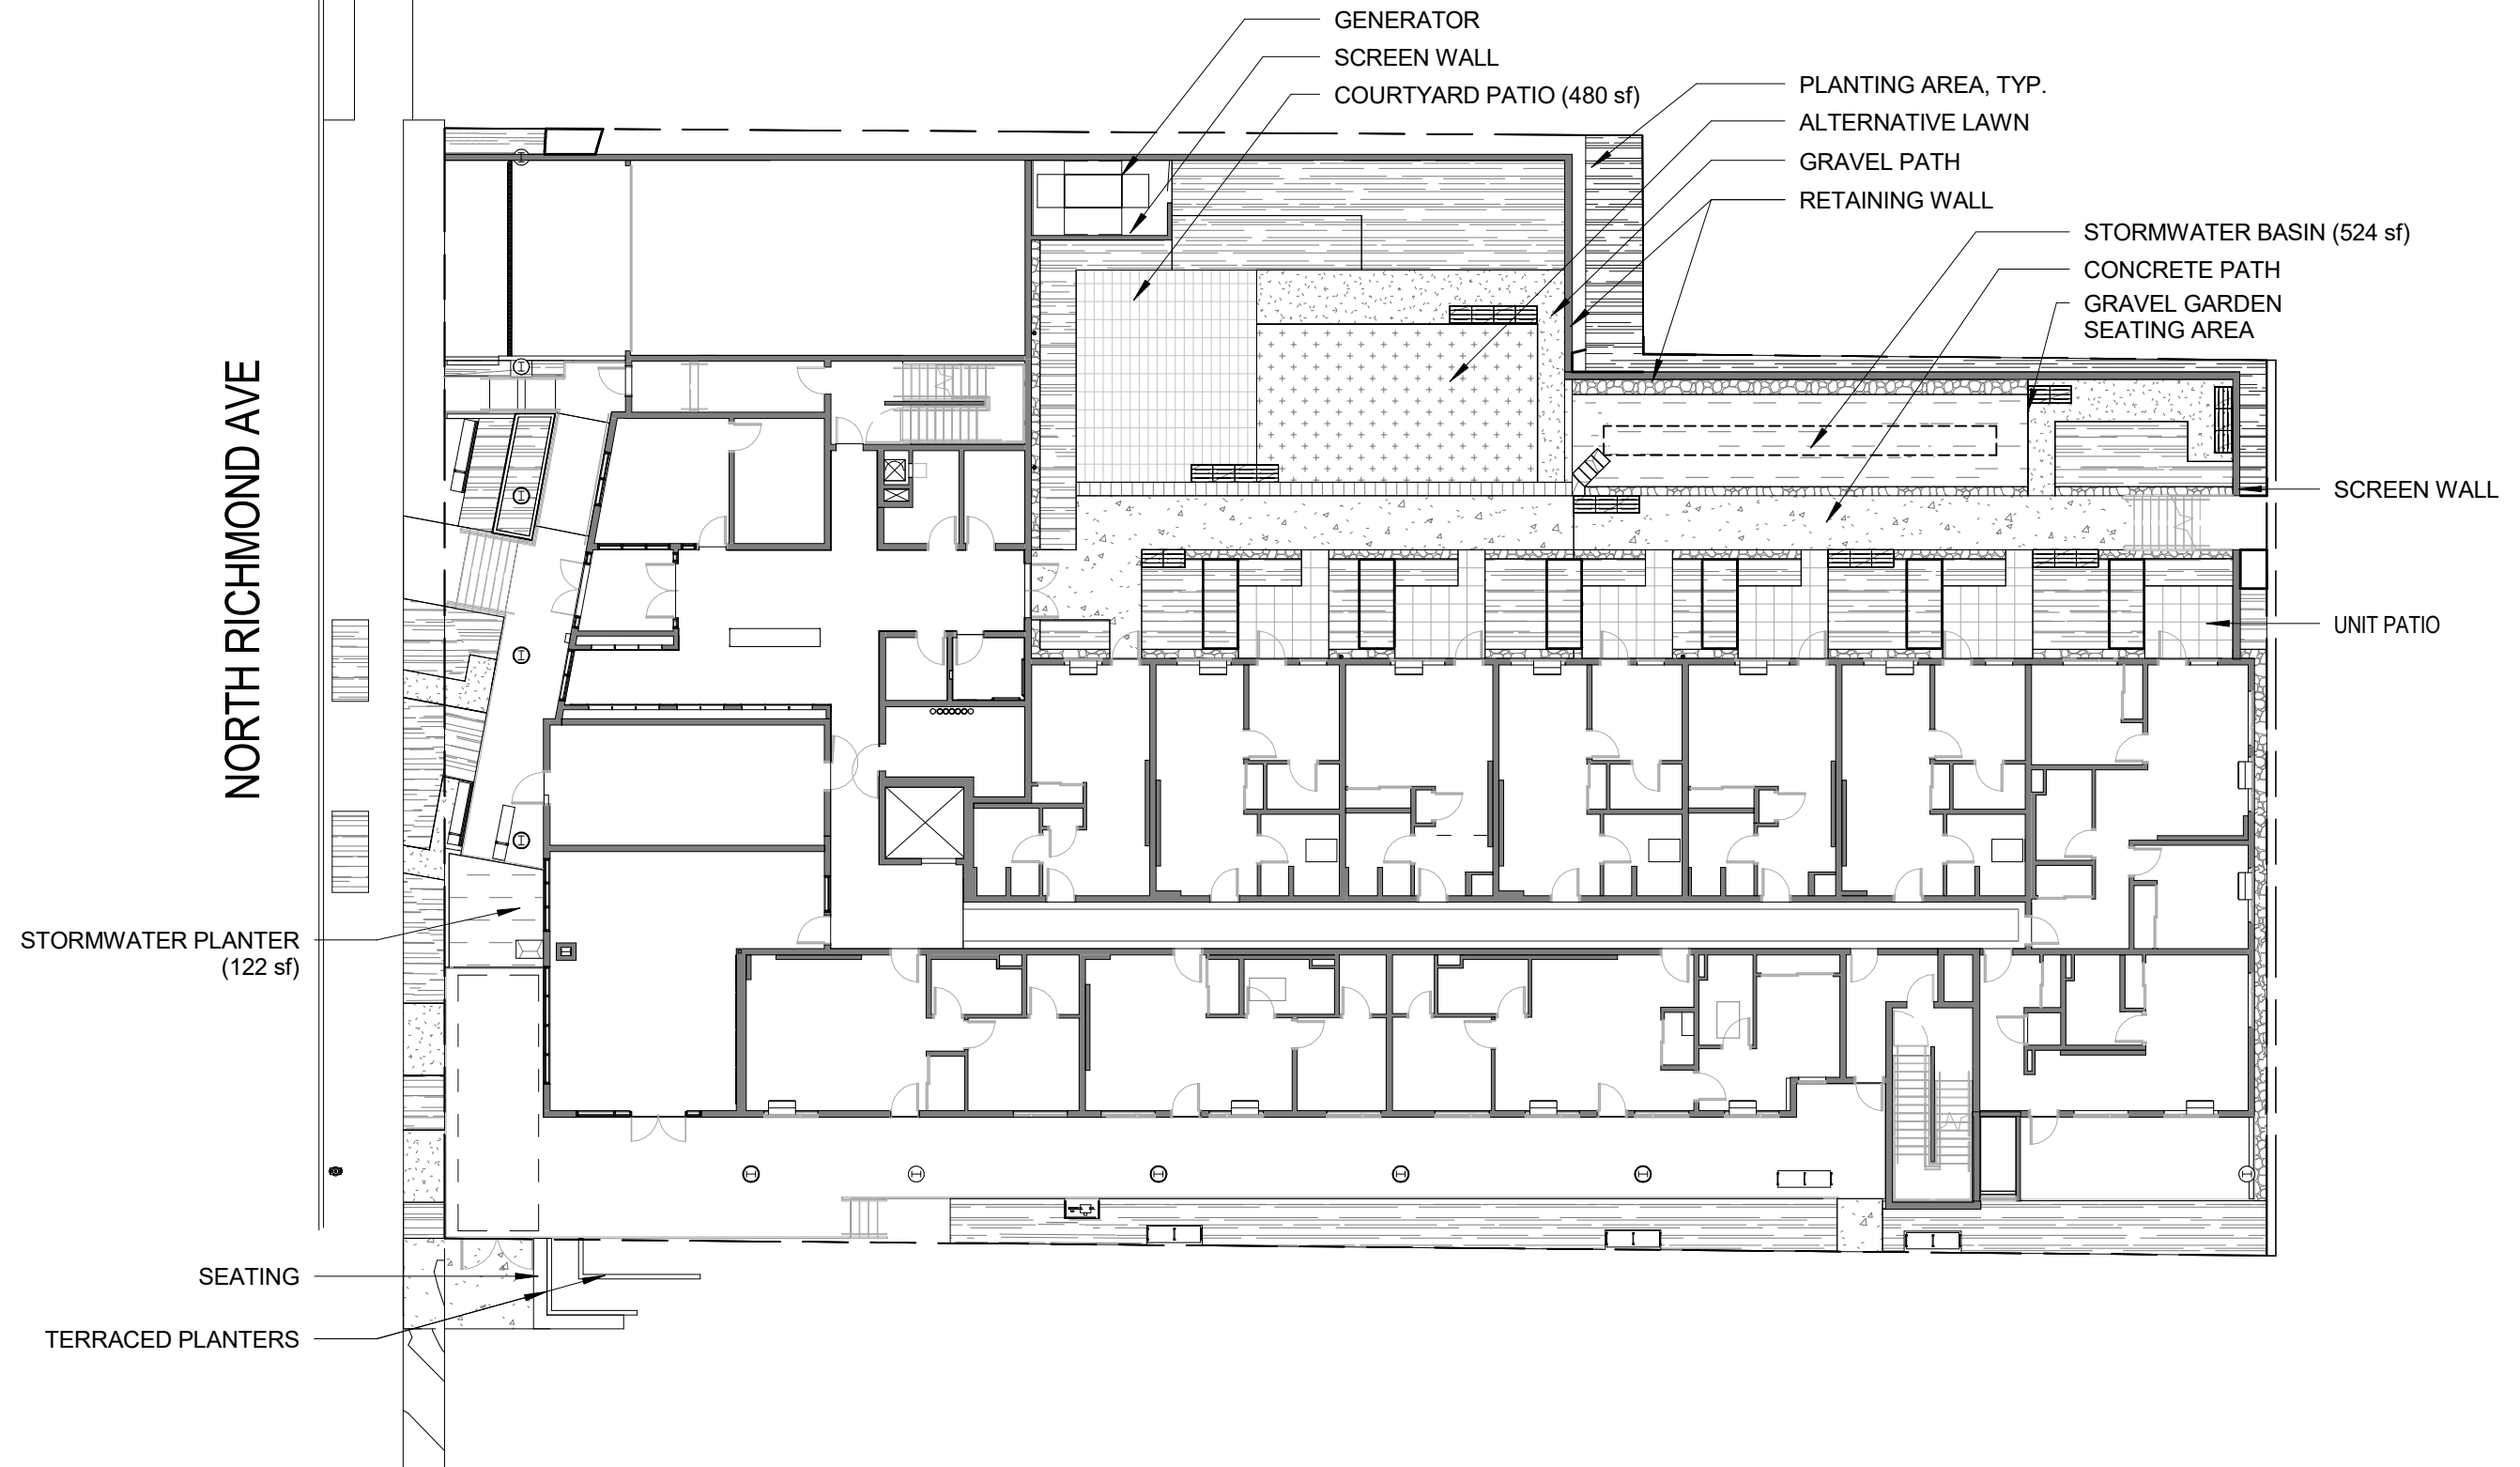 GENERATOR
SCREEN WALL
COURTYARD PATIO (480 sf)
PLANTING AREA, TYP.
ALTERNATIVE LAWN
GRAVEL PATH
RETAINING WALL
STORMWATER BASIN (524 sf)
CONCRETE PATH
GRAVEL GARDEN
SEATING AREA
SCREEN WALL
UNIT PATIO
NORTH RICHMOND AVE
STORMWATER PLANTER
(122 sf)
SEATING
TERRACED PLANTERS